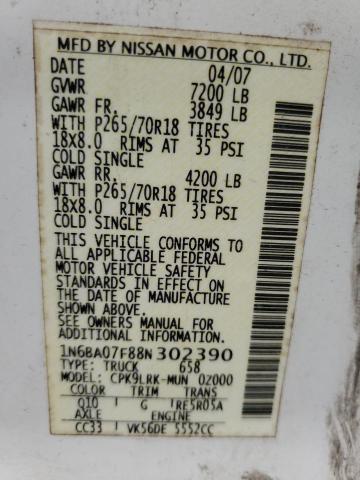 MFD BY NISSAN MOTOR CO., LTD.
DATE 04/07
GVWR 7200 LB
GAWR FR. 3849 LB
WITH P265/70R18 TIRES
18x8.0 RIMS AT 35 PSI
COLD SINGLE
GAWR RR. 4200 LB
WITH P265/70R18 TIRES
18x8.0 RIMS AT 35 PSI
COLD SINGLE
THIS VEHICLE CONFORMS TO
ALL APPLICABLE FEDERAL
MOTOR VEHICLE SAFETY
STANDARDS IN EFFECT ON
THE DATE OF MANUFACTURE
SHOWN ABOVE.
SEE OWNERS MANUAL FOR
ADDITIONAL INFORMATION.
1N6BA07F88N302390
TYPE: TRUCK 658
MODEL: CPK9LRK-MUN 02000
COLOR TRIM TRANS
Q10 G RE5R05A
AXLE ENGINE
CC33 VK56DE 5552CC